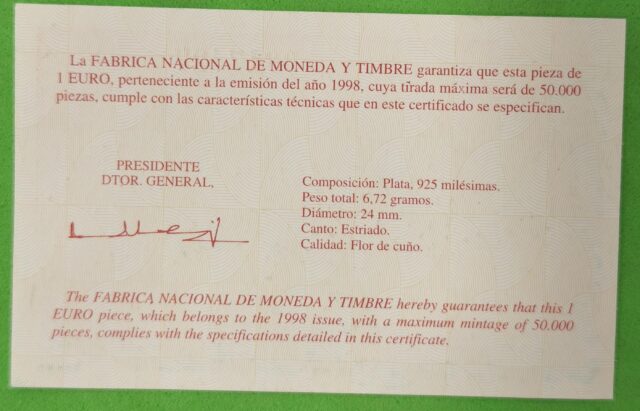 La FABRICA NACIONAL DE MONEDA Y TIMBRE garantiza que esta pieza de
1 EURO, perteneciente a la emisión del año 1998, cuya tirada máxima será de 50.000
piezas, cumple con las características técnicas que en este certificado se especifican.
PRESIDENTE
DTOR. GENERAL,
Composición: Plata, 925 milésimas.
Peso total: 6,72 gramos.
Diámetro: 24 mm.
Canto: Estriado.
Calidad: Flor de cuño.
The FABRICA NACIONAL DE MONEDA Y TIMBRE hereby guarantees that this 1
EURO piece, which belongs to the 1998 issue, with a maximum mintage of 50.000
pieces, complies with the specifications detailed in this certificate.